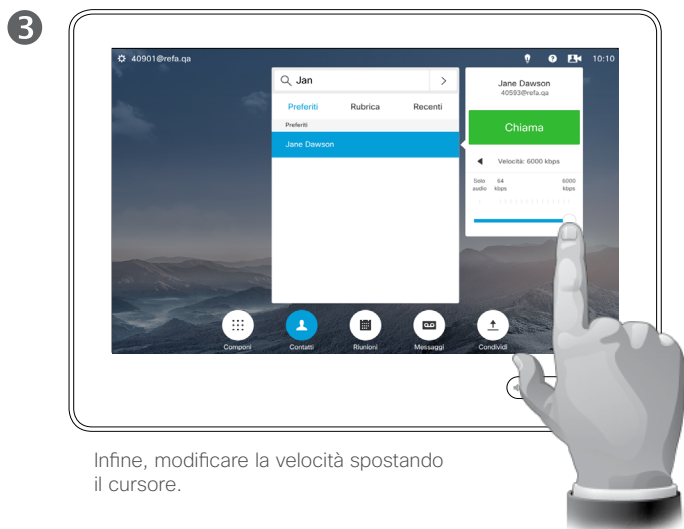 3
40901@refa.qa
10:10
Jan
Preferiti Rubrica Recenti
Preferiti
Jane Dawson
Jane Dawson
40593@refa.qa
Chiama
Velocità: 6000 kbps
Solo audio
64 kbps
6000 kbps
Componi
Contatti
Riunioni
Messaggi
Condividi
Infine, modificare la velocità spostando
il cursore.